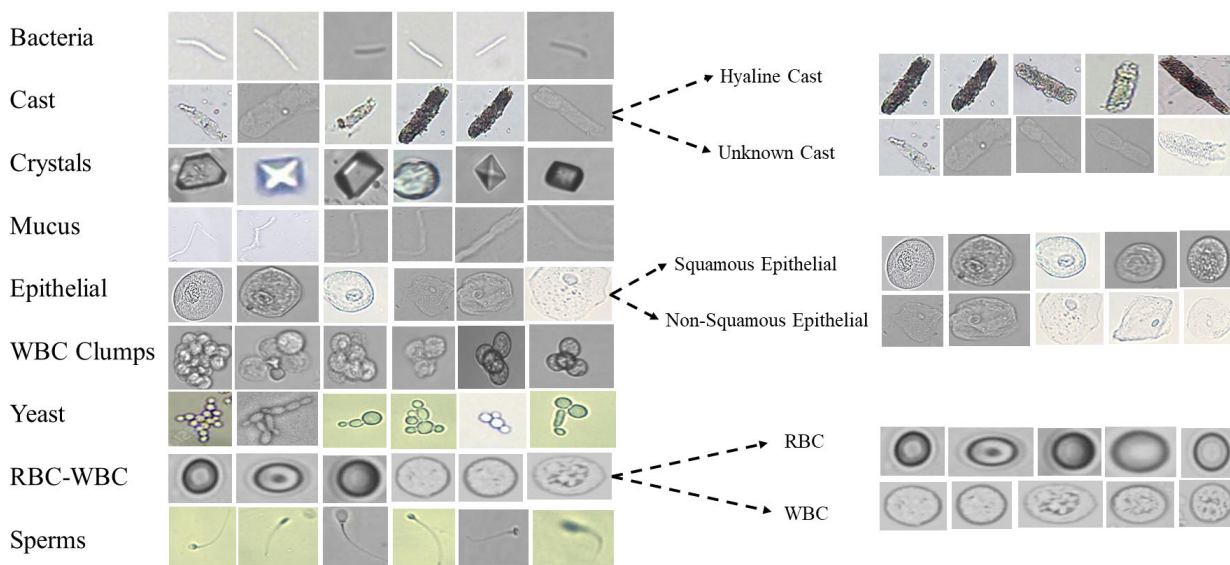 Bacteria
Cast
Crystals
Mucus
Epithelial
WBC Clumps
Yeast
RBC-WBC
Sperms
Hyaline Cast
Unknown Cast
Squamous Epithelial
Non-Squamous Epithelial
RBC
WBC